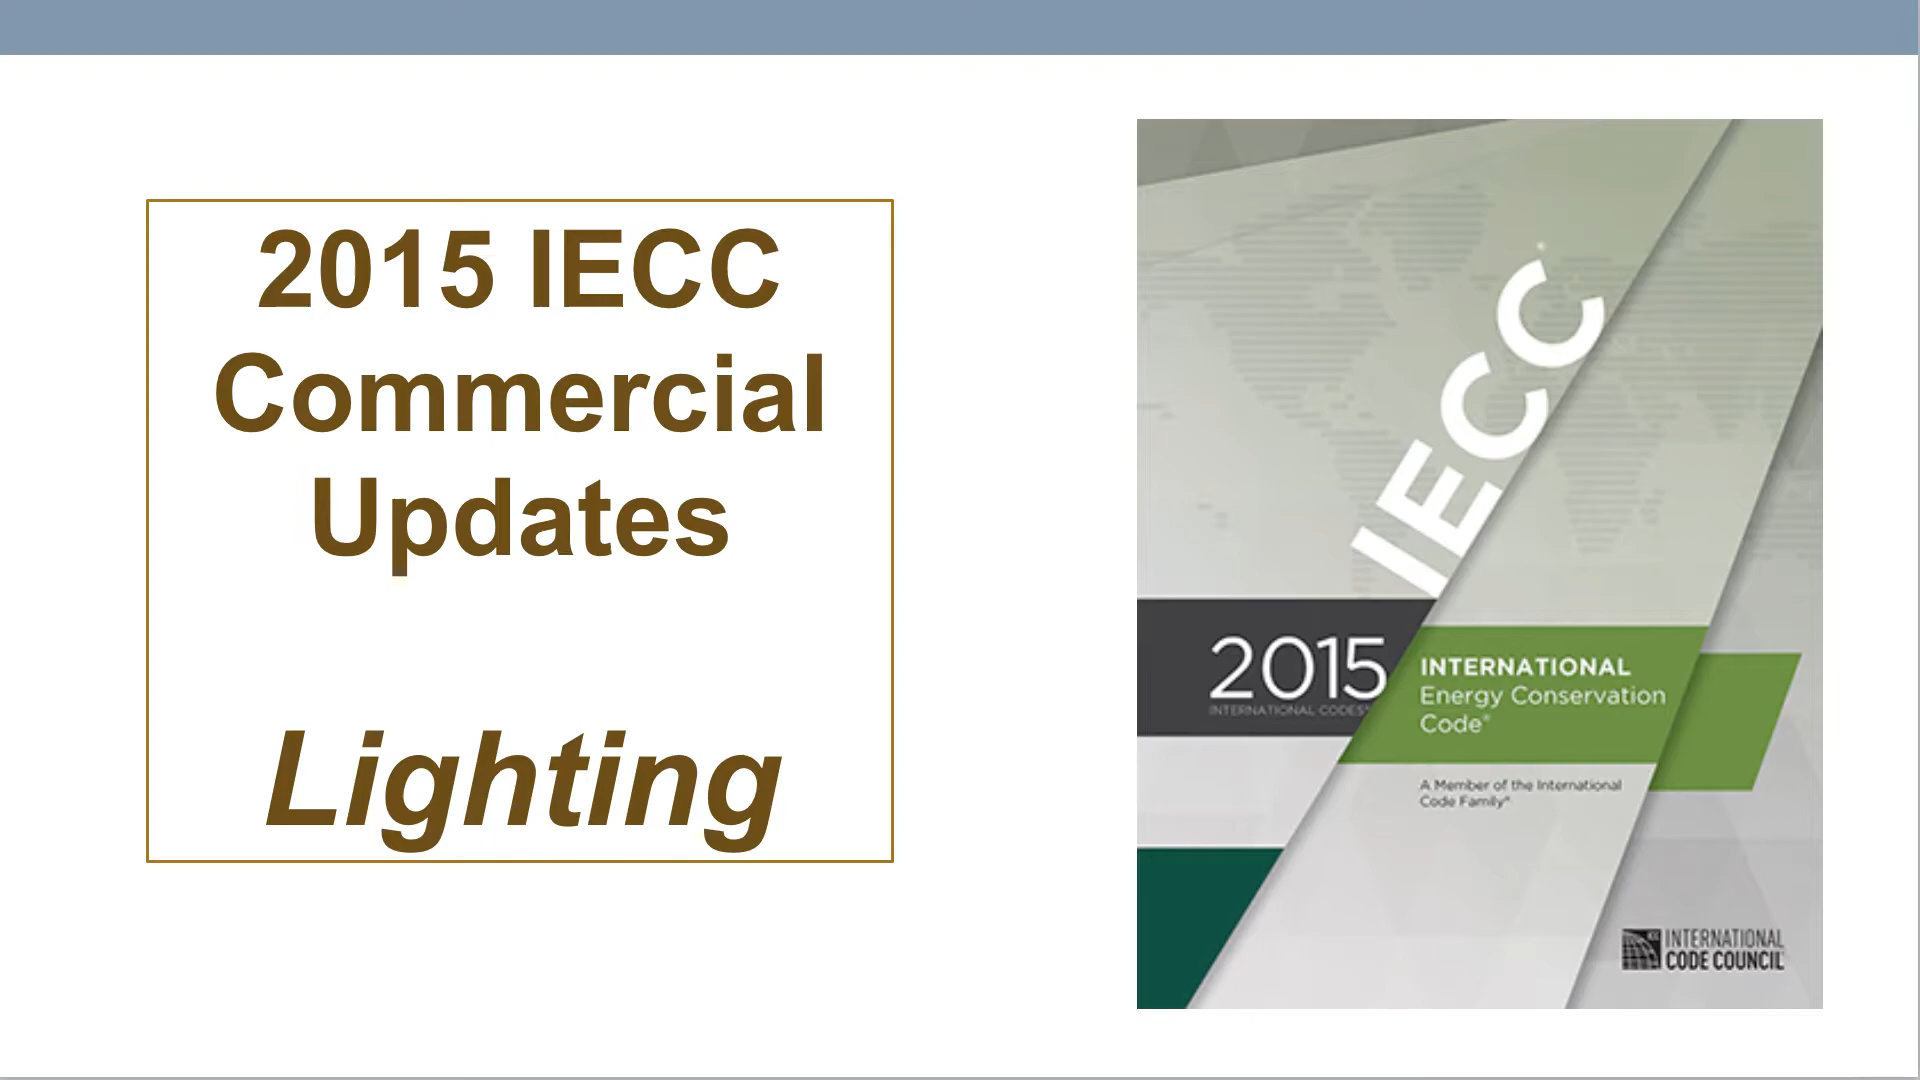 2015 IECC
Commercial
Updates
Lighting
IECC
2015
INTERNATIONAL CODES®
INTERNATIONAL
Energy Conservation
Code®
A Member of the International
Code Family®
ICC
INTERNATIONAL
CODE COUNCIL